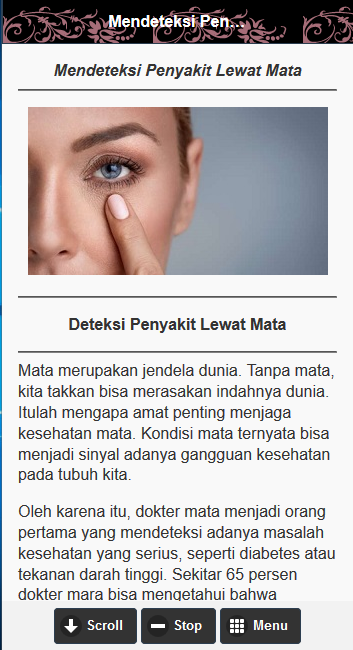 Mendeteksi Pen...
Mendeteksi Penyakit Lewat Mata
Deteksi Penyakit Lewat Mata
Mata merupakan jendela dunia. Tanpa mata,
kita takkan bisa merasakan indahnya dunia.
Itulah mengapa amat penting menjaga
kesehatan mata. Kondisi mata ternyata bisa
menjadi sinyal adanya gangguan kesehatan
pada tubuh kita.
Oleh karena itu, dokter mata menjadi orang
pertama yang mendeteksi adanya masalah
kesehatan yang serius, seperti diabetes atau
tekanan darah tinggi. Sekitar 65 persen
dokter mara bisa mengetahui bahwa
Scroll
Stop
Menu